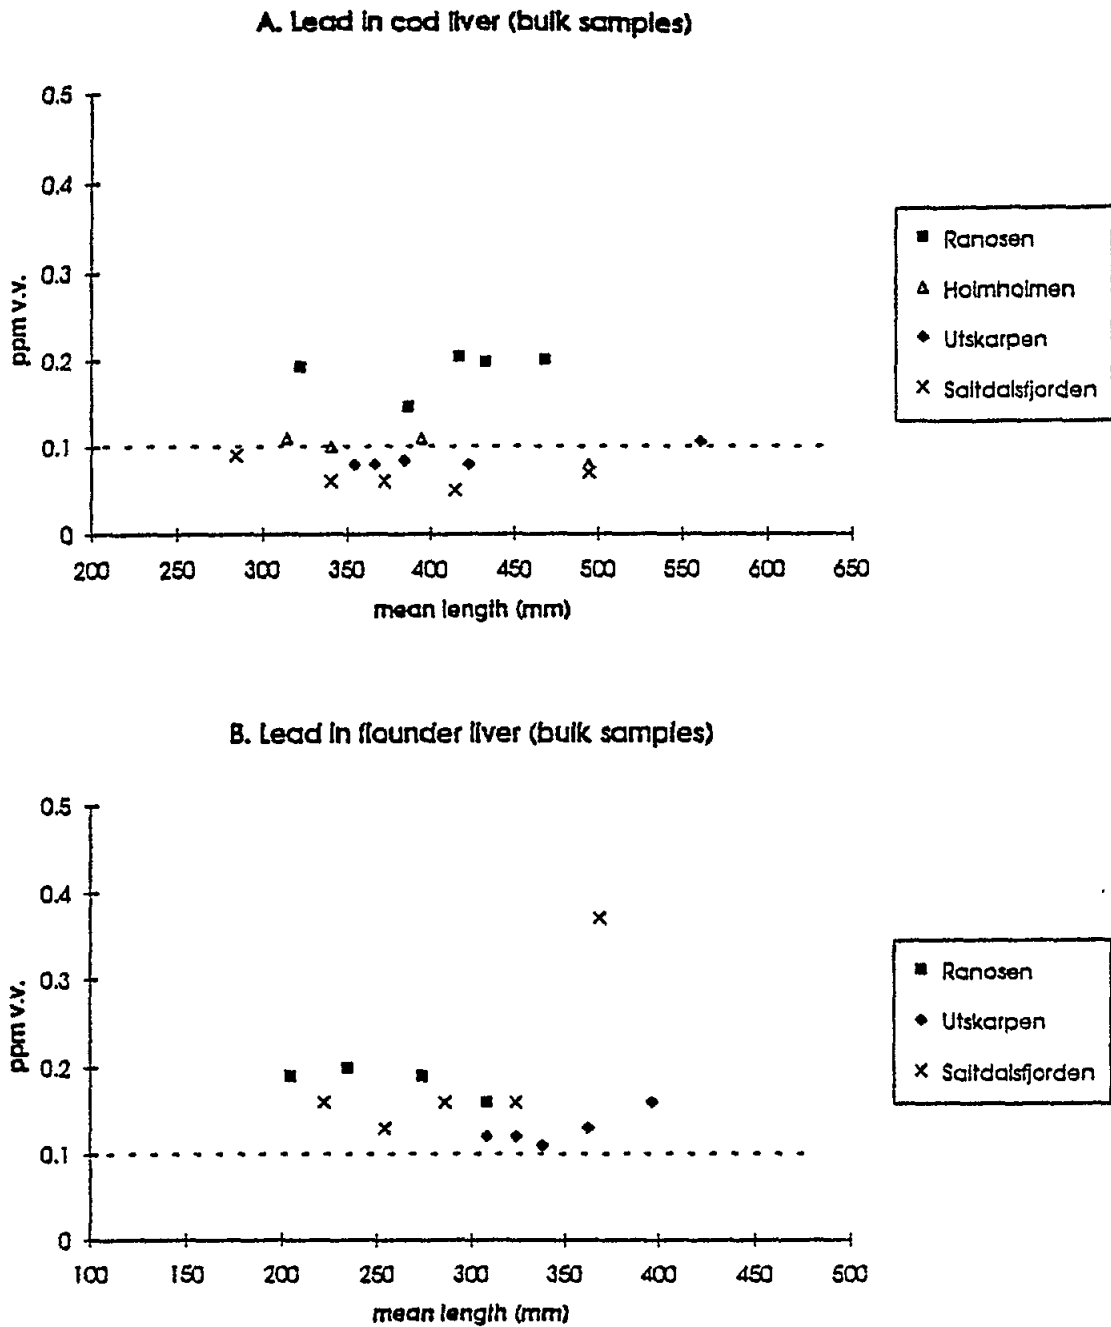 A. Lead in cod liver (bulk samples)
0.5
0.4
0.3
0.2
0.1
0
ppm v.v.
200 250 300 350 400 450 500 550 600 650
mean length (mm)
Ranosen
Holmholmen
Utskarpen
Saltdalsfjorden
B. Lead in flounder liver (bulk samples)
0.5
0.4
0.3
0.2
0.1
0
ppm v.v.
100 150 200 250 300 350 400 450 500
mean length (mm)
Ranosen
Utskarpen
Saltdalsfjorden